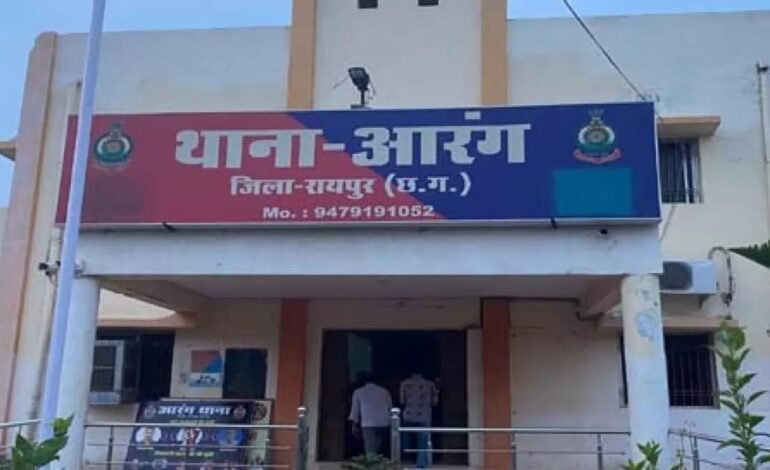 थाना-आरंग
जिला-रायपुर (छ.ग.)
Mo. : 9479191052
आरंग थाना